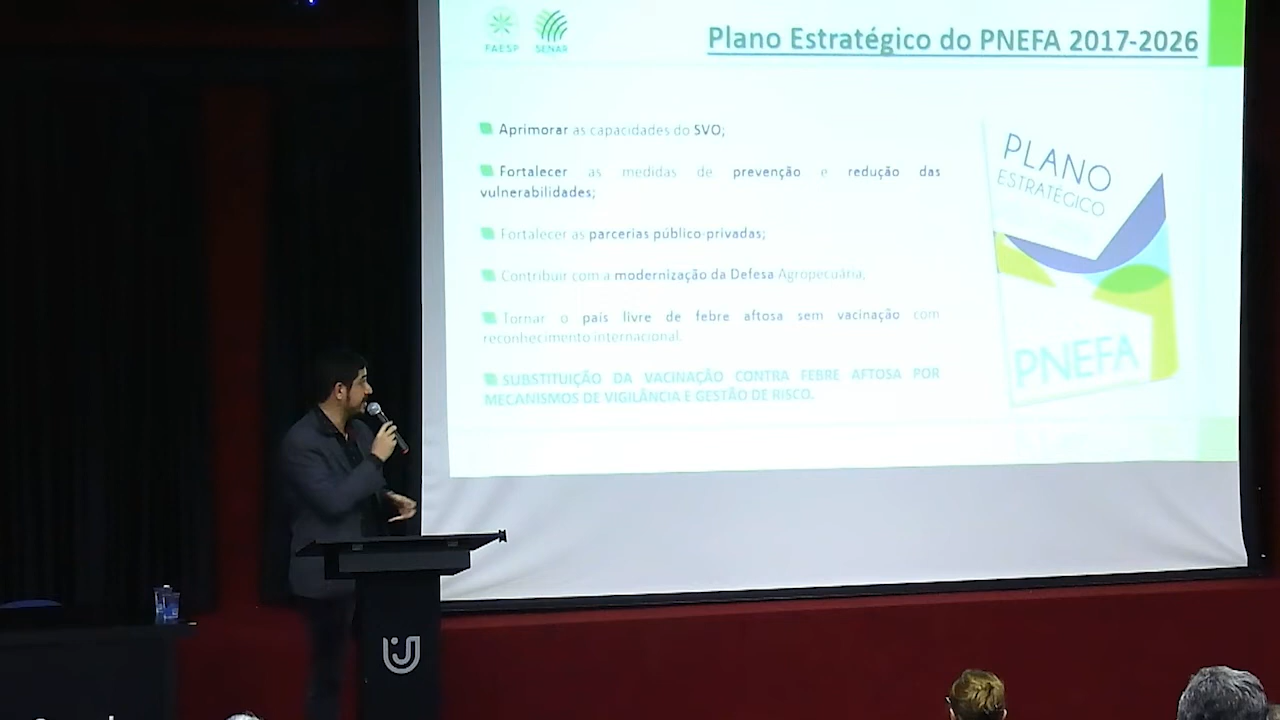 FAESP SENAR
Plano Estratégico do PNEFA 2017-2026
Aprimorar as capacidades do SVO;
Fortalecer as medidas de prevenção e redução das
vulnerabilidades;
Fortalecer as parcerias público-privadas;
Contribuir com a modernização da Defesa Agropecuária;
Tornar o país livre de febre aftosa sem vacinação com
reconhecimento internacional.
SUBSTITUIÇÃO DA VACINAÇÃO CONTRA FEBRE AFTOSA POR
MECANISMOS DE VIGILÂNCIA E GESTÃO DE RISCO.
PLANO
ESTRATÉGICO
PNEFA